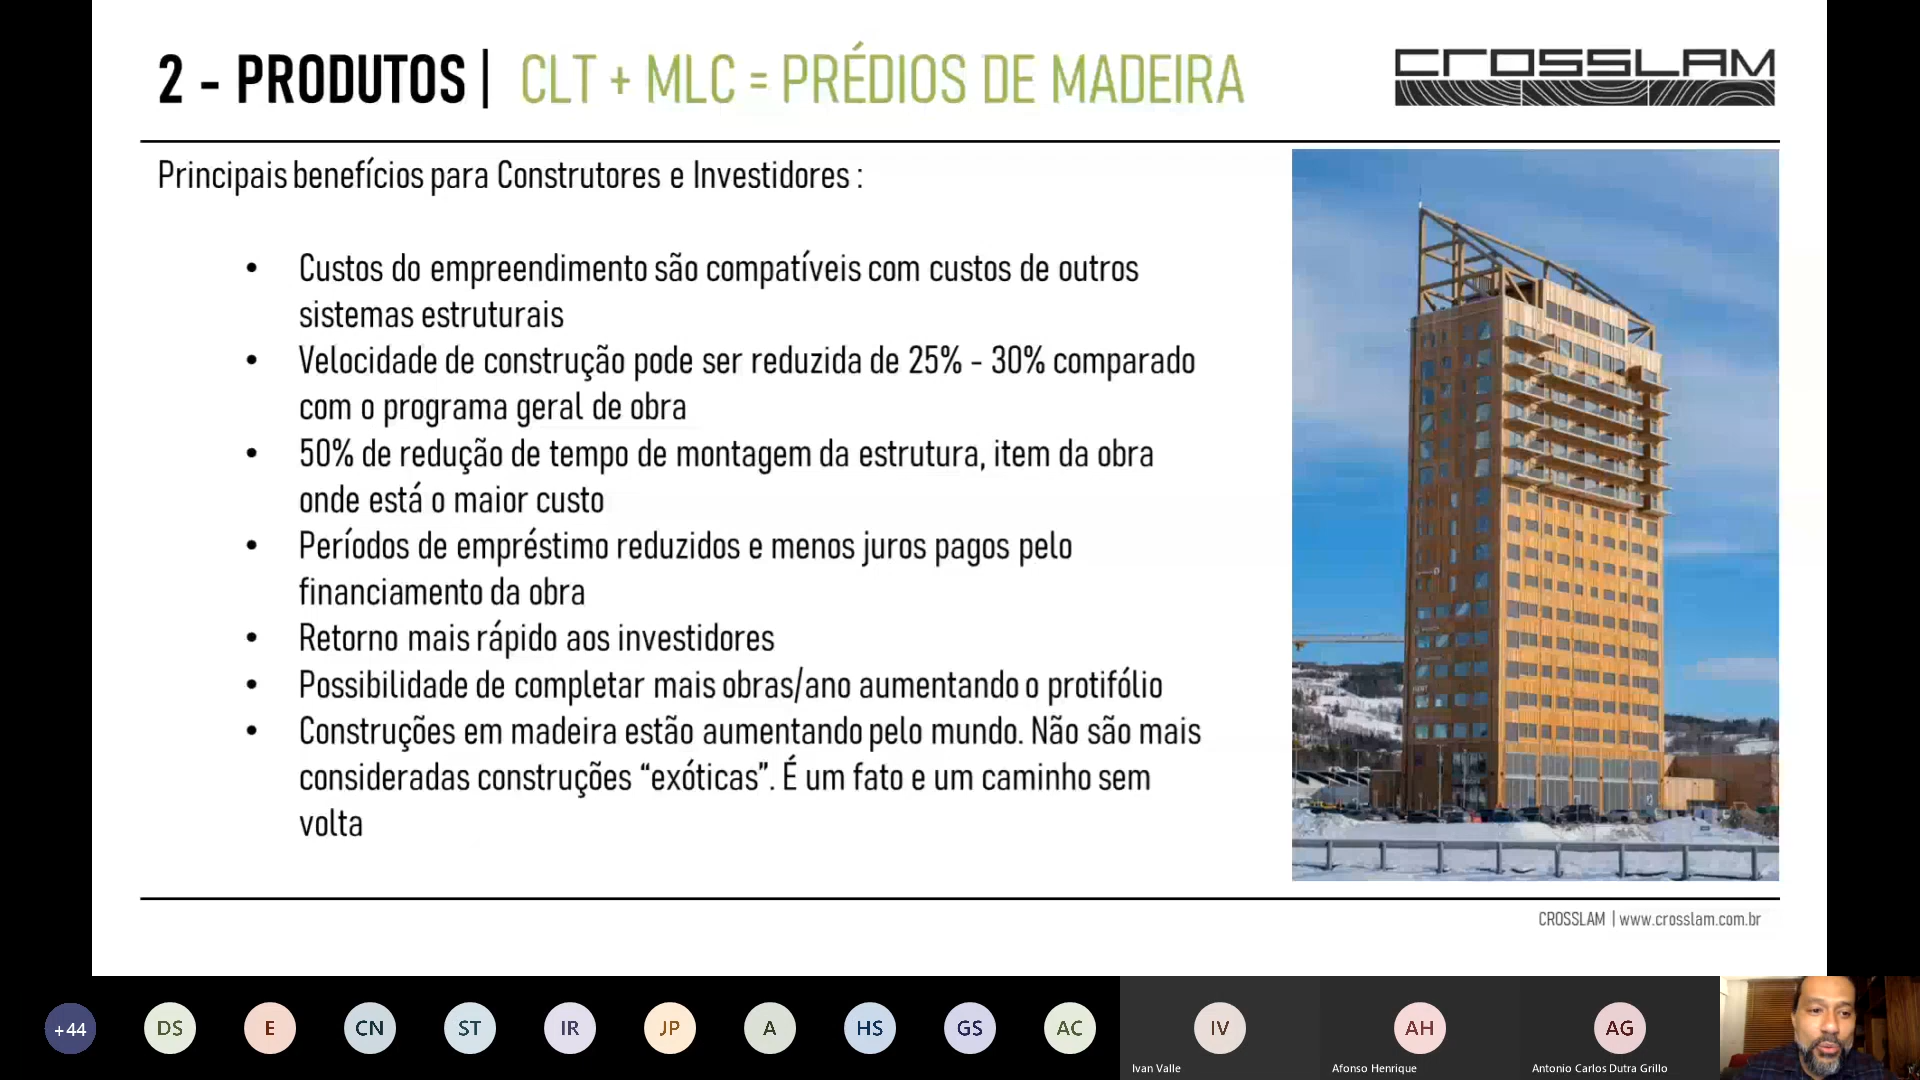 2 - PRODUTOS | CLT + MLC = PRÉDIOS DE MADEIRA
CROSSLAM
Principais benefícios para Construtores e Investidores :
• Custos do empreendimento são compatíveis com custos de outros
sistemas estruturais
• Velocidade de construção pode ser reduzida de 25% - 30% comparado
com o programa geral de obra
• 50% de redução de tempo de montagem da estrutura, item da obra
onde está o maior custo
• Períodos de empréstimo reduzidos e menos juros pagos pelo
financiamento da obra
• Retorno mais rápido aos investidores
• Possibilidade de completar mais obras/ano aumentando o protifólio
• Construções em madeira estão aumentando pelo mundo. Não são mais
consideradas construções “exóticas”. É um fato e um caminho sem
volta
CROSSLAM | www.crosslam.com.br
+44 DS E CN ST IR JP A HS GS AC IV AH AG
Ivan Valle Afonso Henrique Antonio Carlos Dutra Grillo